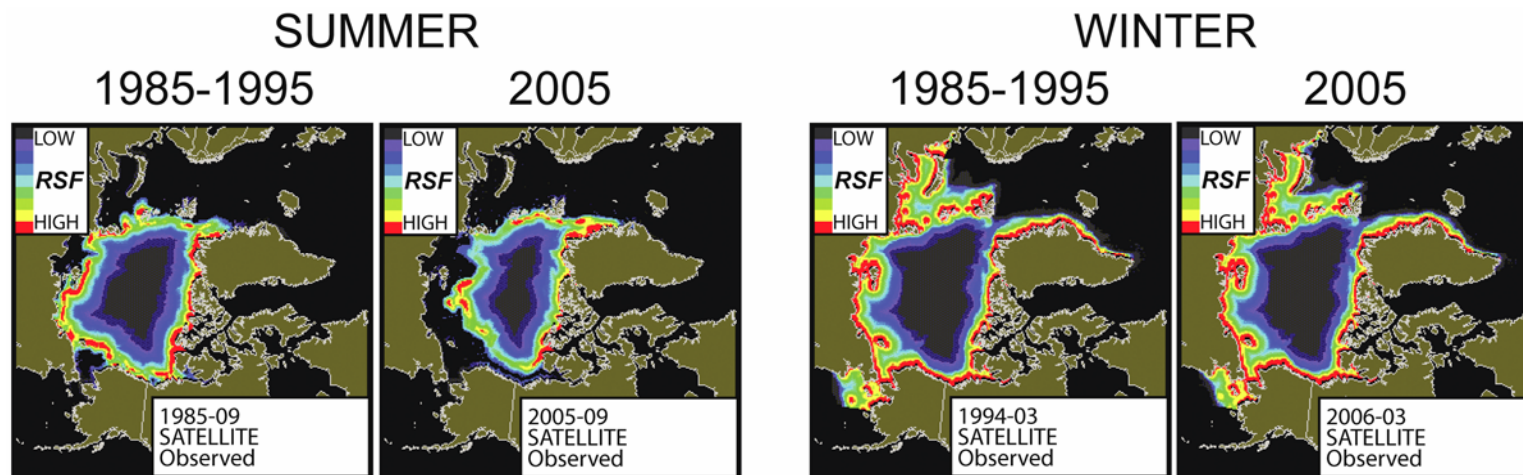 SUMMER
WINTER
1985-1995
2005
1985-1995
2005
LOW
RSF
HIGH
1985-09
SATELLITE
Observed
LOW
RSF
HIGH
2005-09
SATELLITE
Observed
LOW
RSF
HIGH
1994-03
SATELLITE
Observed
LOW
RSF
HIGH
2006-03
SATELLITE
Observed